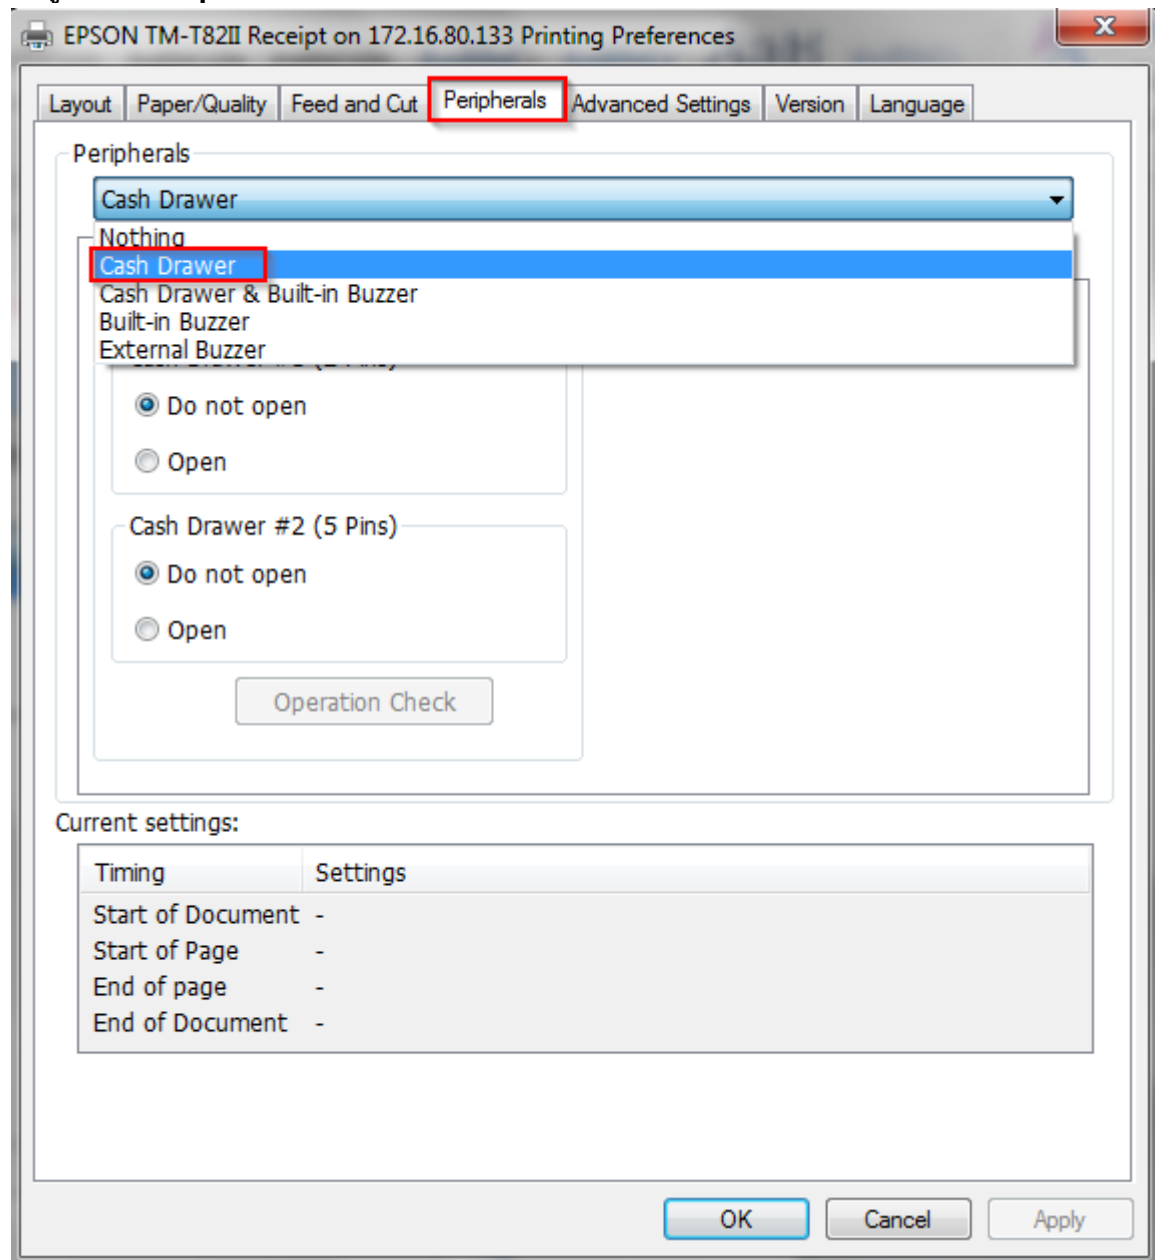 EPSON TM-T82II Receipt on 172.16.80.133 Printing Preferences
Layout Paper/Quality Feed and Cut Peripherals Advanced Settings Version Language
Peripherals
Cash Drawer
Nothing
Cash Drawer
Cash Drawer & Built-in Buzzer
Built-in Buzzer
External Buzzer
Do not open
Open
Cash Drawer #2 (5 Pins)
Do not open
Open
Operation Check
Current settings:
Timing Settings
Start of Document -
Start of Page -
End of page -
End of Document -
OK Cancel Apply